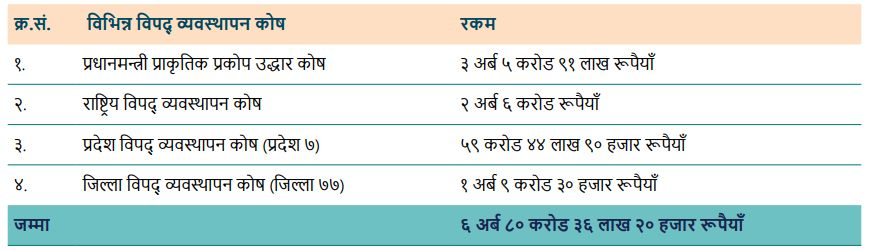 क्र.सं. विभिन्न विपद् व्यवस्थापन कोष रकम
१. प्रधानमन्त्री प्राकृतिक प्रकोप उद्धार कोष ३ अर्ब ५ करोड ९१ लाख रूपैयाँ
२. राष्ट्रिय विपद् व्यवस्थापन कोष २ अर्ब ६ करोड रूपैयाँ
३. प्रदेश विपद् व्यवस्थापन कोष (प्रदेश ७) ५९ करोड ४४ लाख ९० हजार रूपैयाँ
४. जिल्ला विपद् व्यवस्थापन कोष (जिल्ला ७७) १ अर्ब ९ करोड ३० हजार रूपैयाँ
जम्मा ६ अर्ब ८० करोड ३६ लाख २० हजार रूपैयाँ